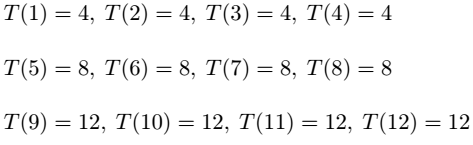 T(1) = 4, T(2) = 4, T(3) = 4, T(4) = 4
T(5) = 8, T(6) = 8, T(7) = 8, T(8) = 8
T(9) = 12, T(10) = 12, T(11) = 12, T(12) = 12